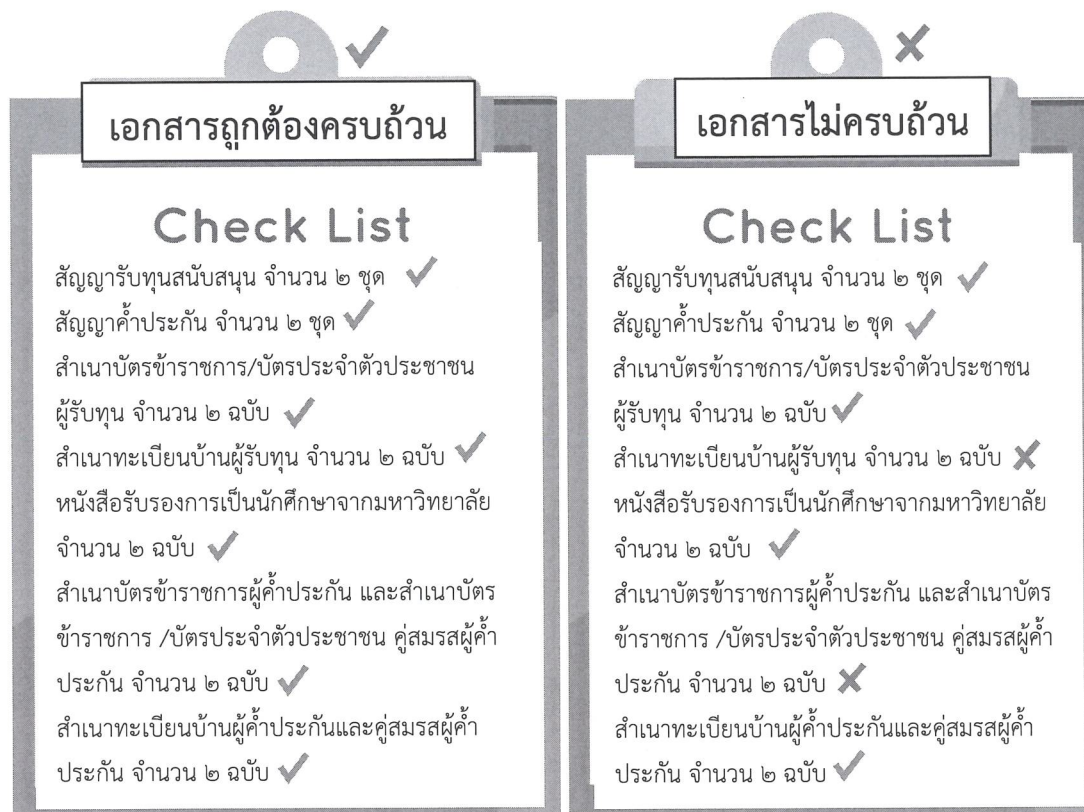 เอกสารถูกต้องครบถ้วน
Check List
สัญญารับทุนสนับสนุน จำนวน ๒ ชุด
สัญญาค้ำประกัน จำนวน ๒ ชุด
สำเนาบัตรข้าราชการ/บัตรประจำตัวประชาชน
ผู้รับทุน จำนวน ๒ ฉบับ
สำเนาทะเบียนบ้านผู้รับทุน จำนวน ๒ ฉบับ
หนังสือรับรองการเป็นนักศึกษาจากมหาวิทยาลัย
จำนวน ๒ ฉบับ
สำเนาบัตรข้าราชการผู้ค้ำประกัน และสำเนาบัตร
ข้าราชการ /บัตรประจำตัวประชาชน คู่สมรสผู้ค้ำ
ประกัน จำนวน ๒ ฉบับ
สำเนาทะเบียนบ้านผู้ค้ำประกันและคู่สมรสผู้ค้ำ
ประกัน จำนวน ๒ ฉบับ
เอกสารไม่ครบถ้วน
Check List
สัญญารับทุนสนับสนุน จำนวน ๒ ชุด
สัญญาค้ำประกัน จำนวน ๒ ชุด
สำเนาบัตรข้าราชการ/บัตรประจำตัวประชาชน
ผู้รับทุน จำนวน ๒ ฉบับ
สำเนาทะเบียนบ้านผู้รับทุน จำนวน ๒ ฉบับ
หนังสือรับรองการเป็นนักศึกษาจากมหาวิทยาลัย
จำนวน ๒ ฉบับ
สำเนาบัตรข้าราชการผู้ค้ำประกัน และสำเนาบัตร
ข้าราชการ /บัตรประจำตัวประชาชน คู่สมรสผู้ค้ำ
ประกัน จำนวน ๒ ฉบับ
สำเนาทะเบียนบ้านผู้ค้ำประกันและคู่สมรสผู้ค้ำ
ประกัน จำนวน ๒ ฉบับ